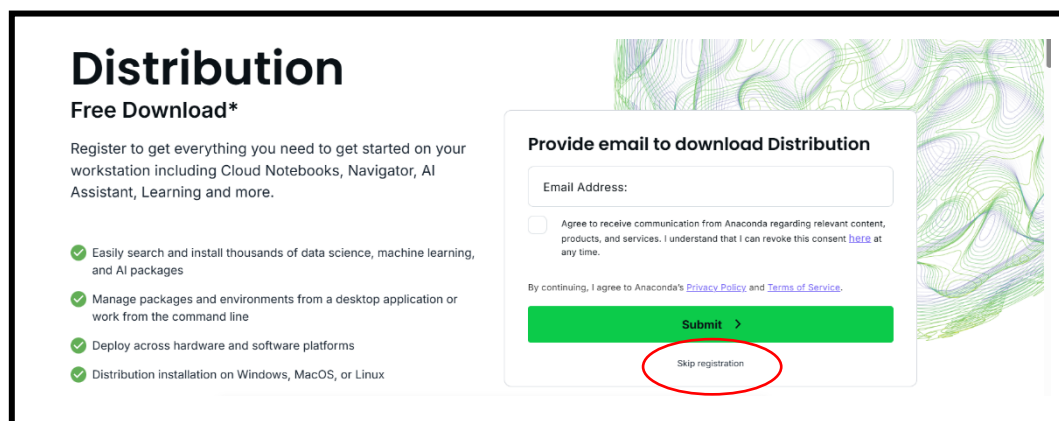 Distribution
Free Download*
Register to get everything you need to get started on your
workstation including Cloud Notebooks, Navigator, AI
Assistant, Learning and more.
Easily search and install thousands of data science, machine learning,
and AI packages
Manage packages and environments from a desktop application or
work from the command line
Deploy across hardware and software platforms
Distribution installation on Windows, MacOS, or Linux
Provide email to download Distribution
Email Address:
Agree to receive communication from Anaconda regarding relevant content,
products, and services. I understand that I can revoke this consent here at
any time.
By continuing, I agree to Anaconda's Privacy Policy and Terms of Service.
Submit
Skip registration